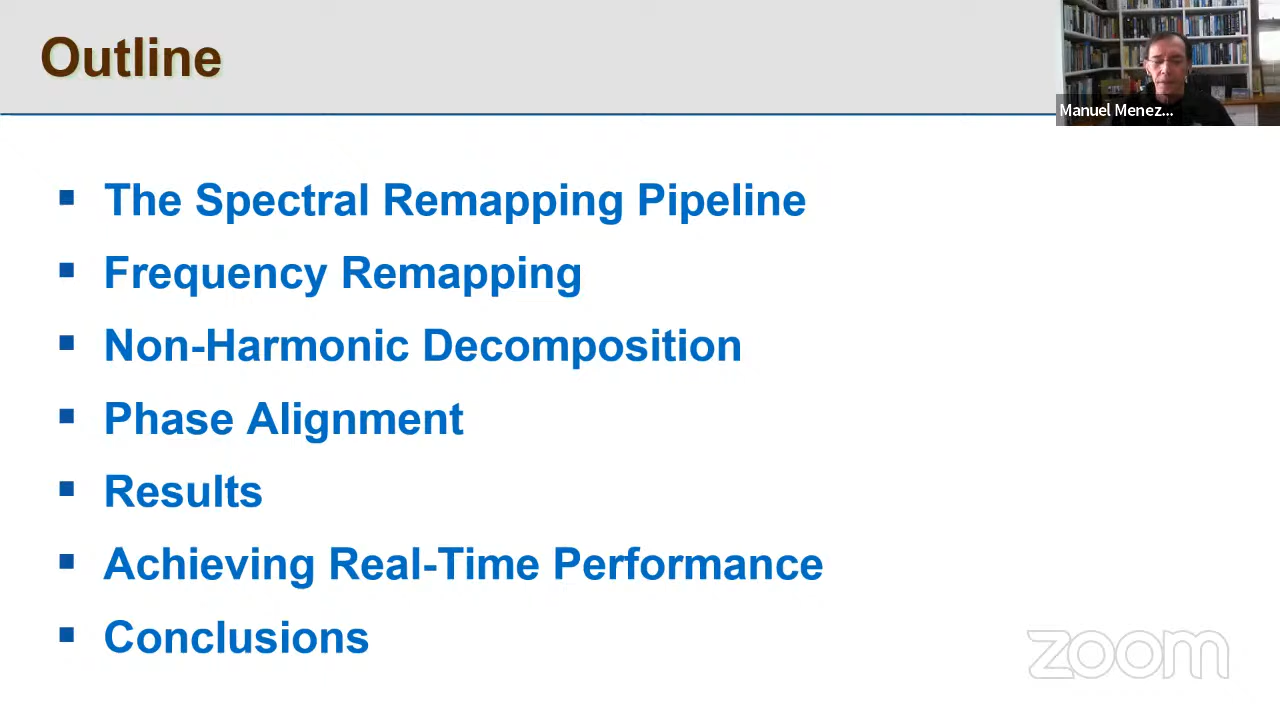 Outline
Manuel Menez...
The Spectral Remapping Pipeline
Frequency Remapping
Non-Harmonic Decomposition
Phase Alignment
Results
Achieving Real-Time Performance
Conclusions
zoom